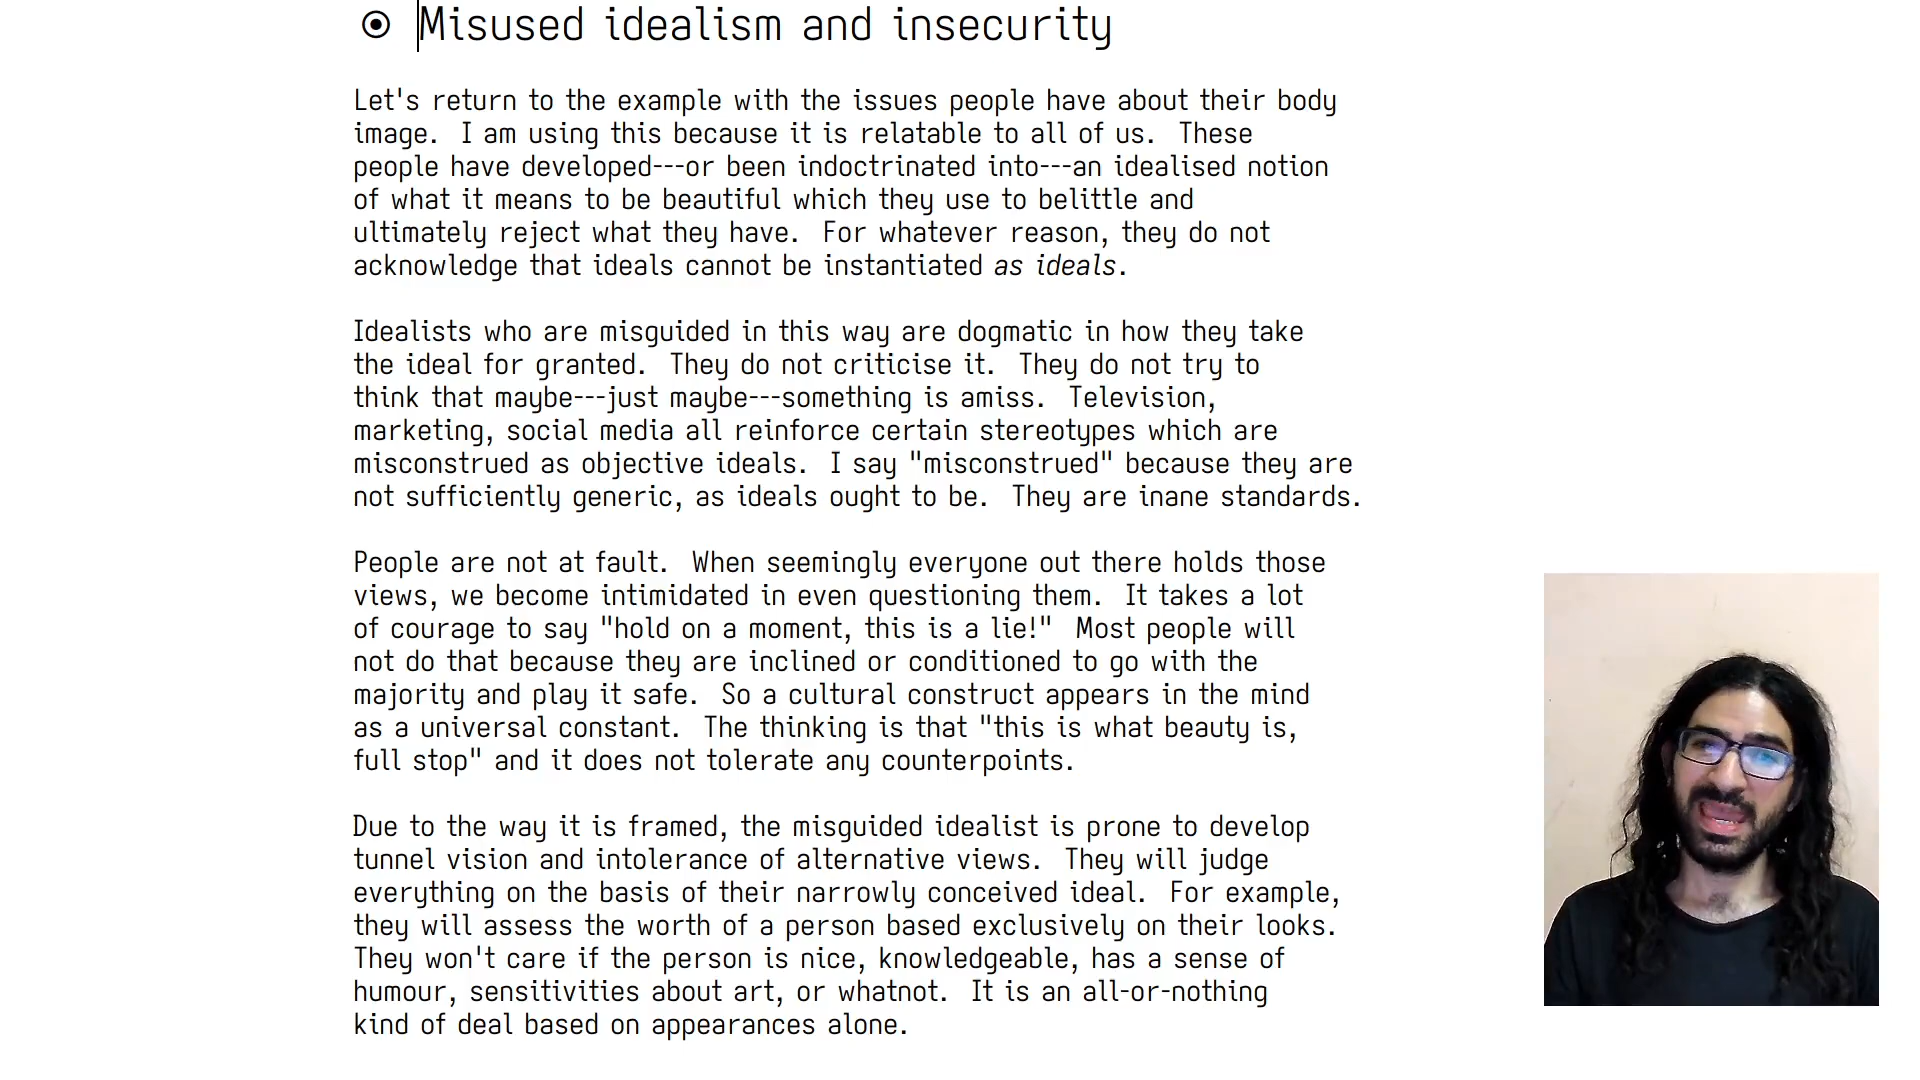 Misused idealism and insecurity
Let's return to the example with the issues people have about their body
image.  I am using this because it is relatable to all of us.  These
people have developed---or been indoctrinated into---an idealised notion
of what it means to be beautiful which they use to belittle and
ultimately reject what they have.  For whatever reason, they do not
acknowledge that ideals cannot be instantiated as ideals.
Idealists who are misguided in this way are dogmatic in how they take
the ideal for granted.  They do not criticise it.  They do not try to
think that maybe---just maybe---something is amiss.  Television,
marketing, social media all reinforce certain stereotypes which are
misconstrued as objective ideals.  I say "misconstrued" because they are
not sufficiently generic, as ideals ought to be.  They are inane standards.
People are not at fault.  When seemingly everyone out there holds those
views, we become intimidated in even questioning them.  It takes a lot
of courage to say "hold on a moment, this is a lie!"  Most people will
not do that because they are inclined or conditioned to go with the
majority and play it safe.  So a cultural construct appears in the mind
as a universal constant.  The thinking is that "this is what beauty is,
full stop" and it does not tolerate any counterpoints.
Due to the way it is framed, the misguided idealist is prone to develop
tunnel vision and intolerance of alternative views.  They will judge
everything on the basis of their narrowly conceived ideal.  For example,
they will assess the worth of a person based exclusively on their looks.
They won't care if the person is nice, knowledgeable, has a sense of
humour, sensitivities about art, or whatnot.  It is an all-or-nothing
kind of deal based on appearances alone.